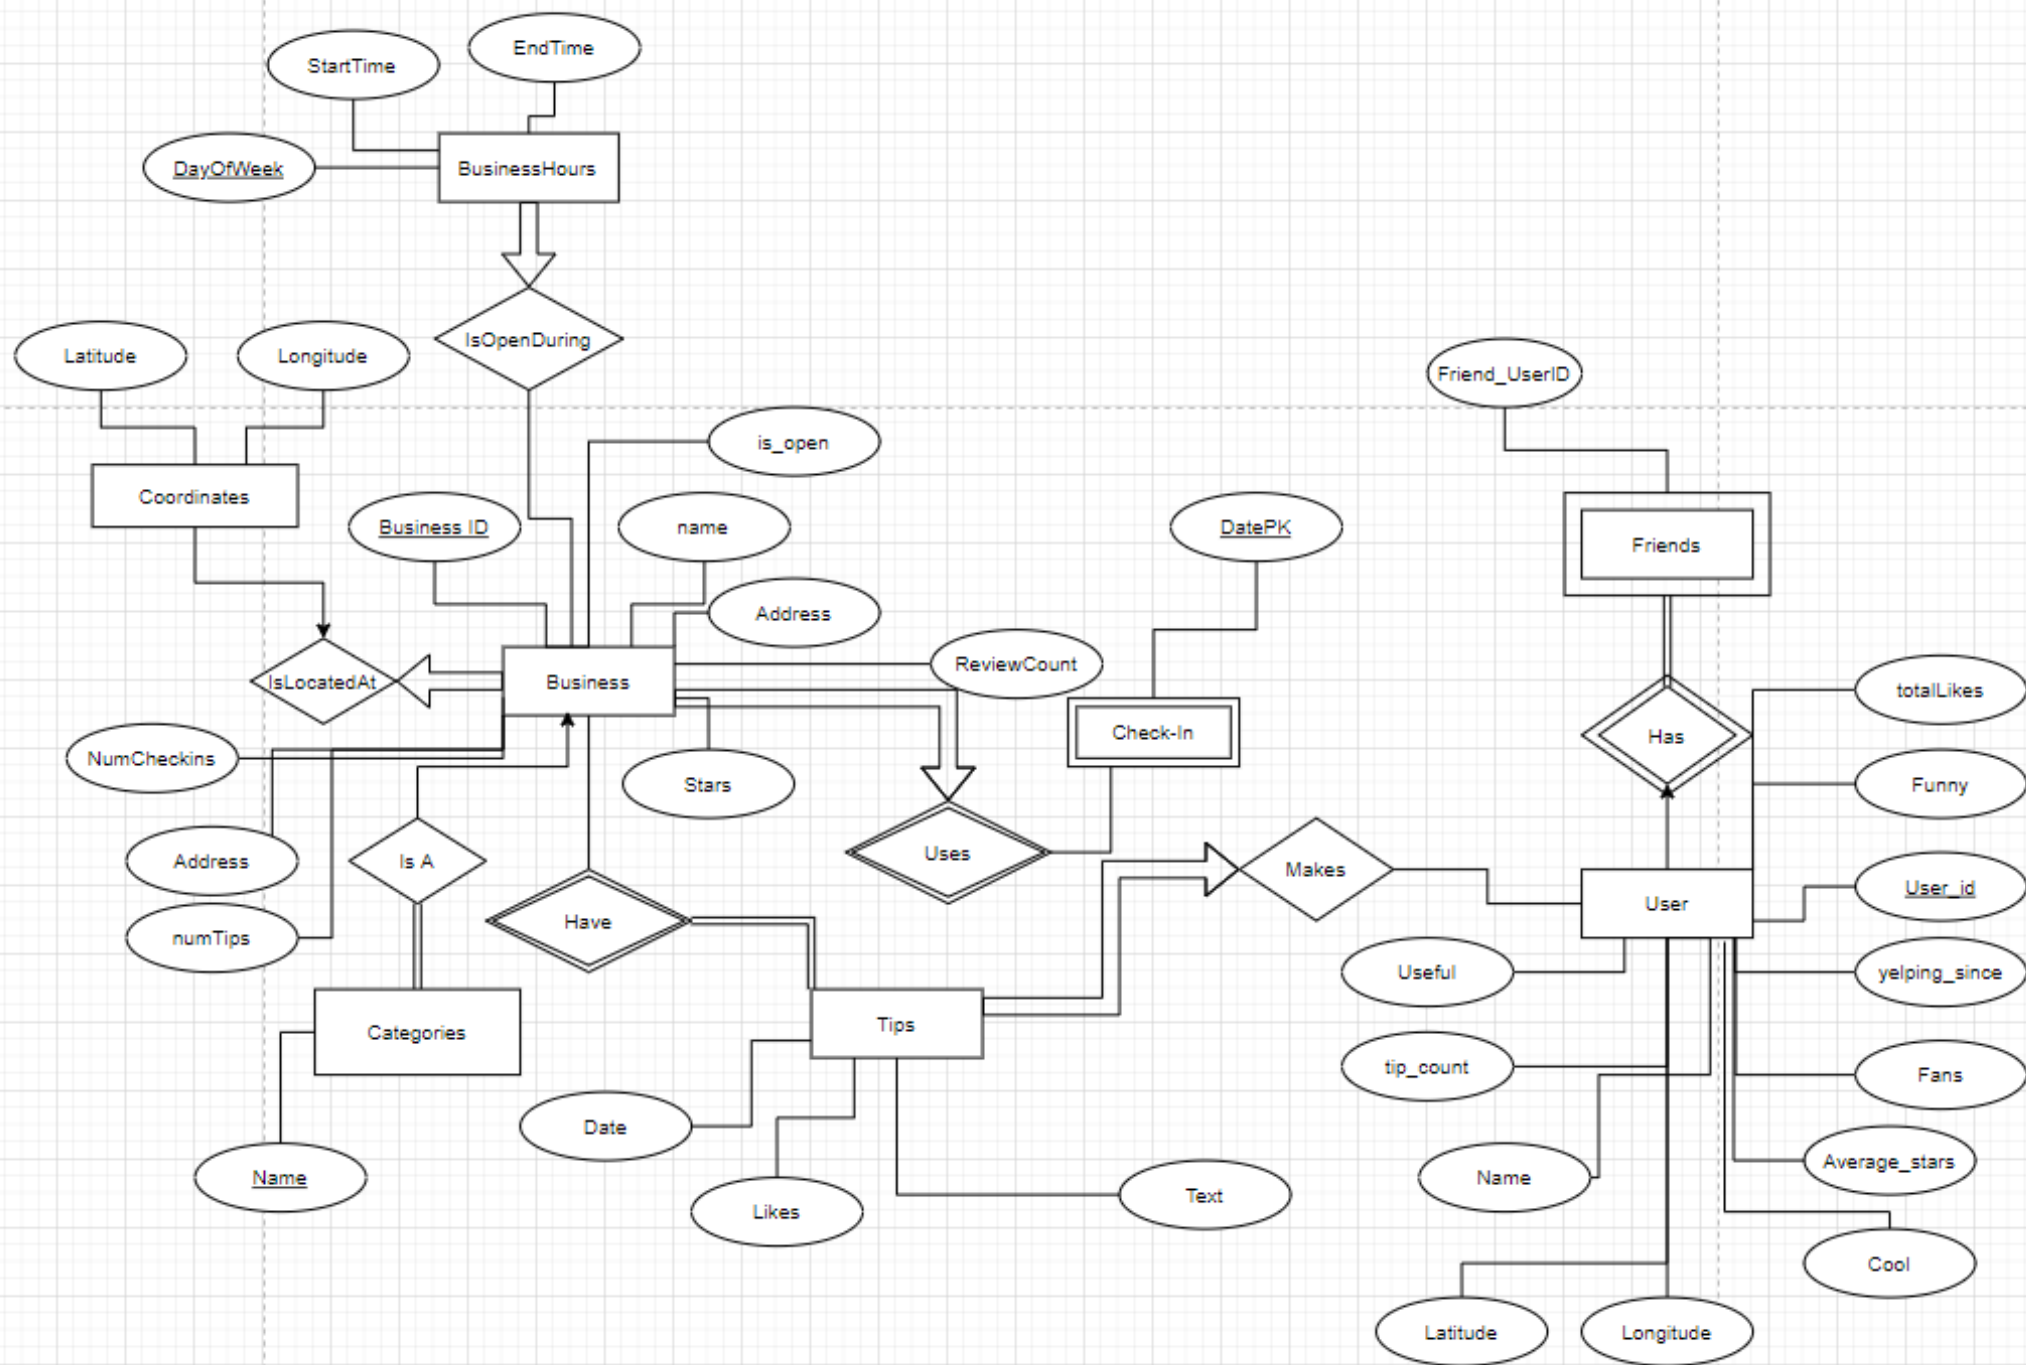 EndTime
StartTime
DayOfWeek
BusinessHours
IsOpenDuring
Latitude
Longitude
Friend_UserID
is_open
Coordinates
Business ID
name
DatePK
Friends
Address
ReviewCount
IsLocatedAt
Business
totalLikes
Check-In
Has
NumCheckins
Stars
Funny
Address
Is A
Uses
Makes
User_id
User
numTips
Have
Useful
yelping_since
Categories
Tips
tip_count
Fans
Date
Average_stars
Name
Name
Text
Likes
Cool
Latitude
Longitude